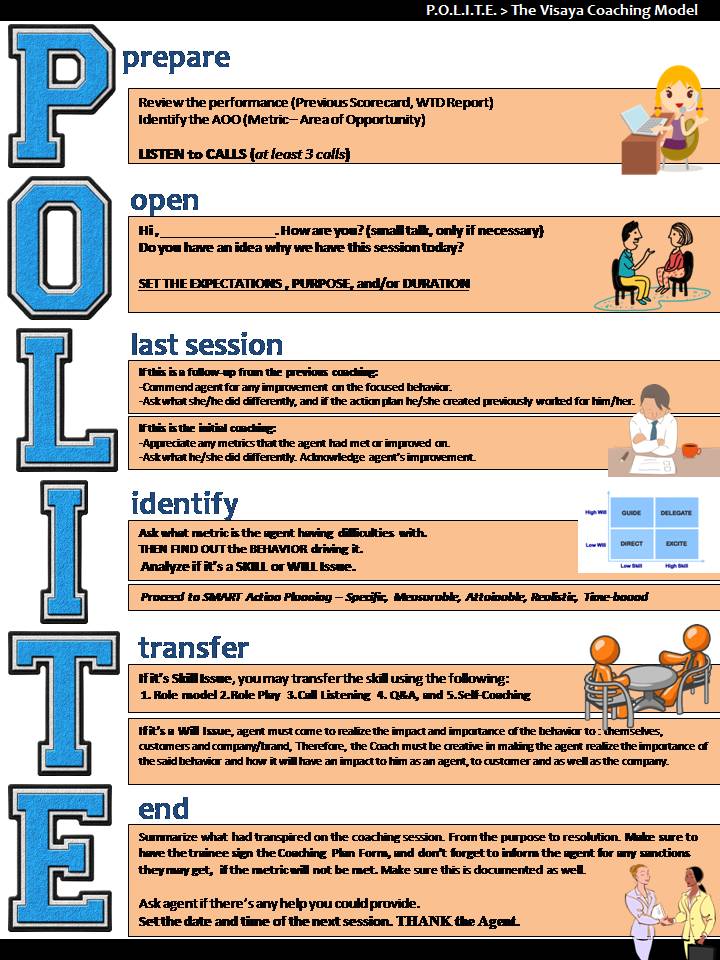 P.O.L.I.T.E. > The Visaya Coaching Model
P
prepare
Review the performance (Previous Scorecard, WTD Report)
Identify the AOO (Metric – Area of Opportunity)
LISTEN to CALLS (at least 3 calls)
O
open
Hi , ________________. How are you? (small talk, only if necessary)
Do you have an idea why we have this session today?
SET THE EXPECTATIONS , PURPOSE, and/or DURATION
L
last session
If this is a follow-up from the previous coaching:
-Commend agent for any improvement on the focused behavior.
-Ask what she/he did differently, and if the action plan he/she created previously worked for him/her.
If this is the initial coaching:
-Appreciate any metrics that the agent had met or improved on.
-Ask what he/she did differently. Acknowledge agent's improvement.
I
identify
Ask what metric is the agent having difficulties with.
THEN FIND OUT the BEHAVIOR driving it.
Analyze if it's a SKILL or WILL Issue.
High Will GUIDE DELEGATE
Low Will DIRECT EXCITE
Low Skill High Skill
Proceed to SMART Action Planning – Specific, Measurable, Attainable, Realistic, Time-bound
T
transfer
If it's Skill Issue, you may transfer the skill using the following:
1. Role model 2.Role Play 3.Call Listening 4. Q&A, and 5.Self-Coaching
If it's a Will Issue, agent must come to realize the impact and importance of the behavior to : themselves,
customers and company/brand, Therefore, the Coach must be creative in making the agent realize the importance of
the said behavior and how it will have an impact to him as an agent, to customer and as well as the company.
E
end
Summarize what had transpired on the coaching session. From the purpose to resolution. Make sure to
have the trainee sign the Coaching Plan Form, and don't forget to inform the agent for any sanctions
they may get, if the metric will not be met. Make sure this is documented as well.
Ask agent if there's any help you could provide.
Set the date and time of the next session. THANK the Agent.